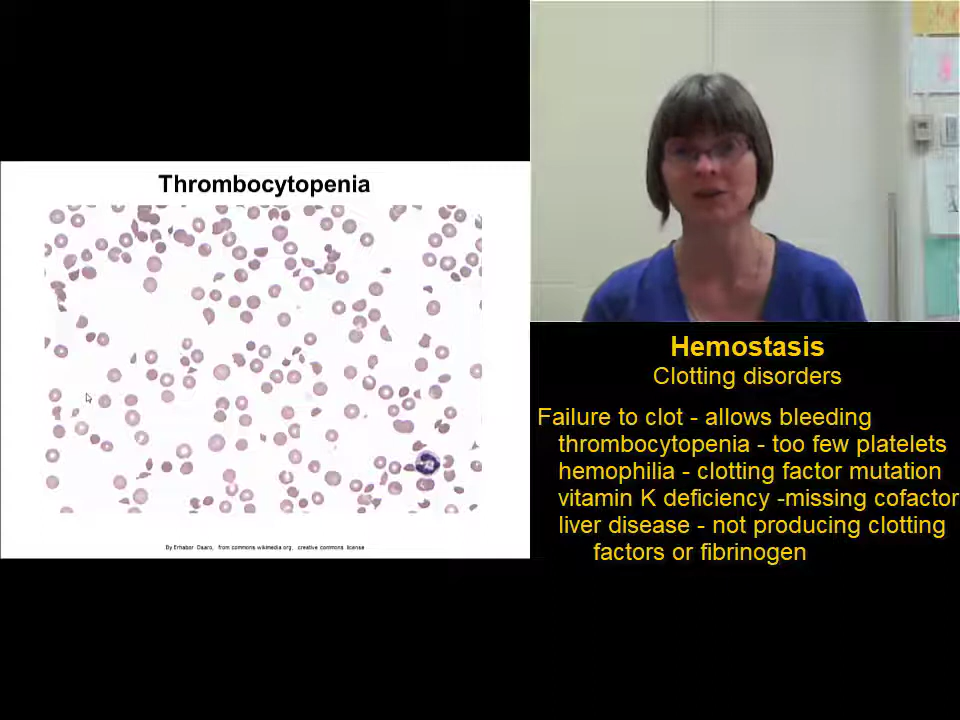 Thrombocytopenia
By Erhabor Osaro, from commons.wikimedia.org, creative commons license
Hemostasis
Clotting disorders
Failure to clot - allows bleeding
thrombocytopenia - too few platelets
hemophilia - clotting factor mutation
vitamin K deficiency -missing cofactor
liver disease - not producing clotting
factors or fibrinogen